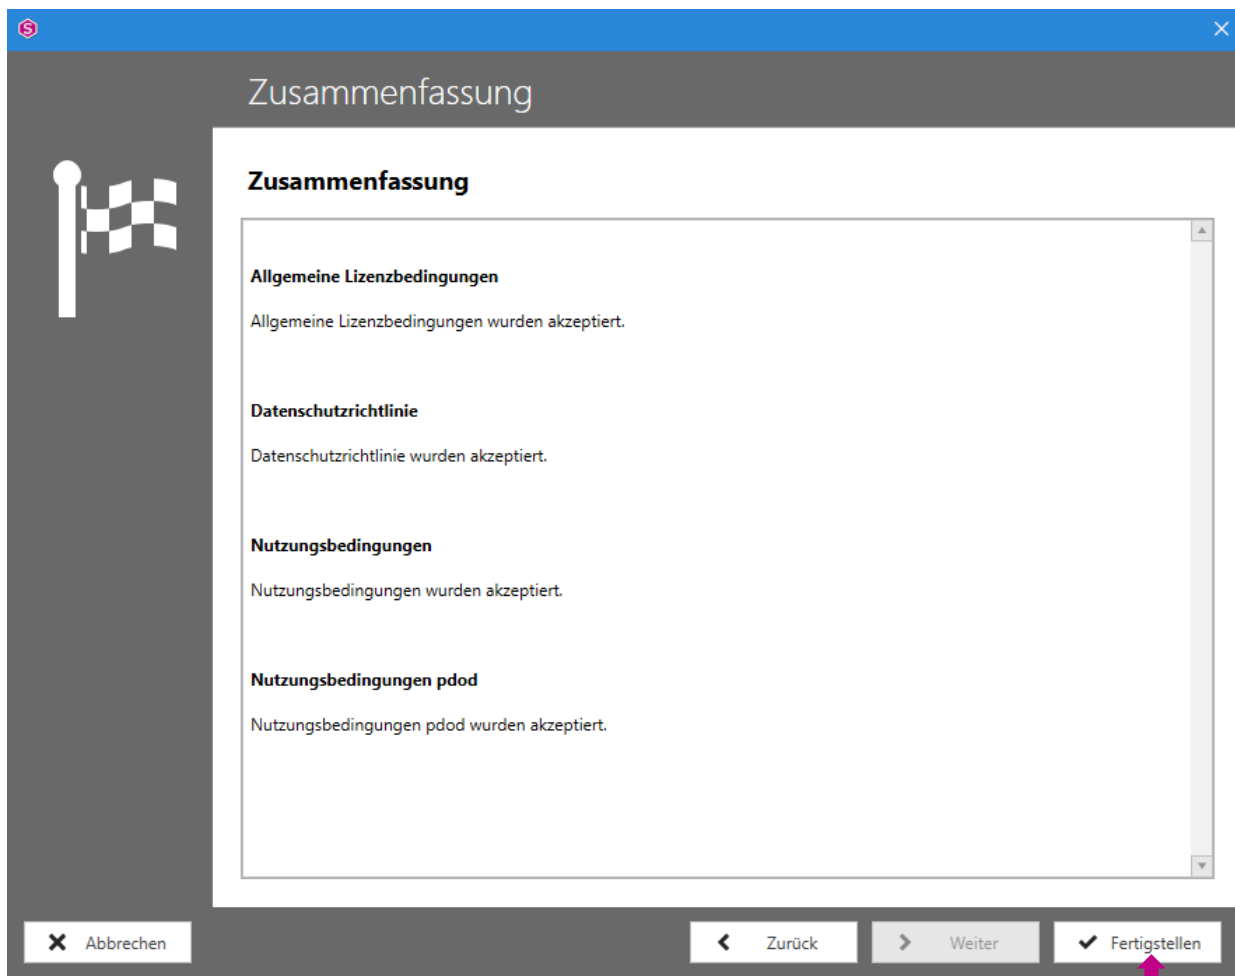 S
Zusammenfassung
Zusammenfassung
Allgemeine Lizenzbedingungen
Allgemeine Lizenzbedingungen wurden akzeptiert.
Datenschutzrichtlinie
Datenschutzrichtlinie wurden akzeptiert.
Nutzungsbedingungen
Nutzungsbedingungen wurden akzeptiert.
Nutzungsbedingungen pdod
Nutzungsbedingungen pdod wurden akzeptiert.
Abbrechen
Zurück
Weiter
Fertigstellen